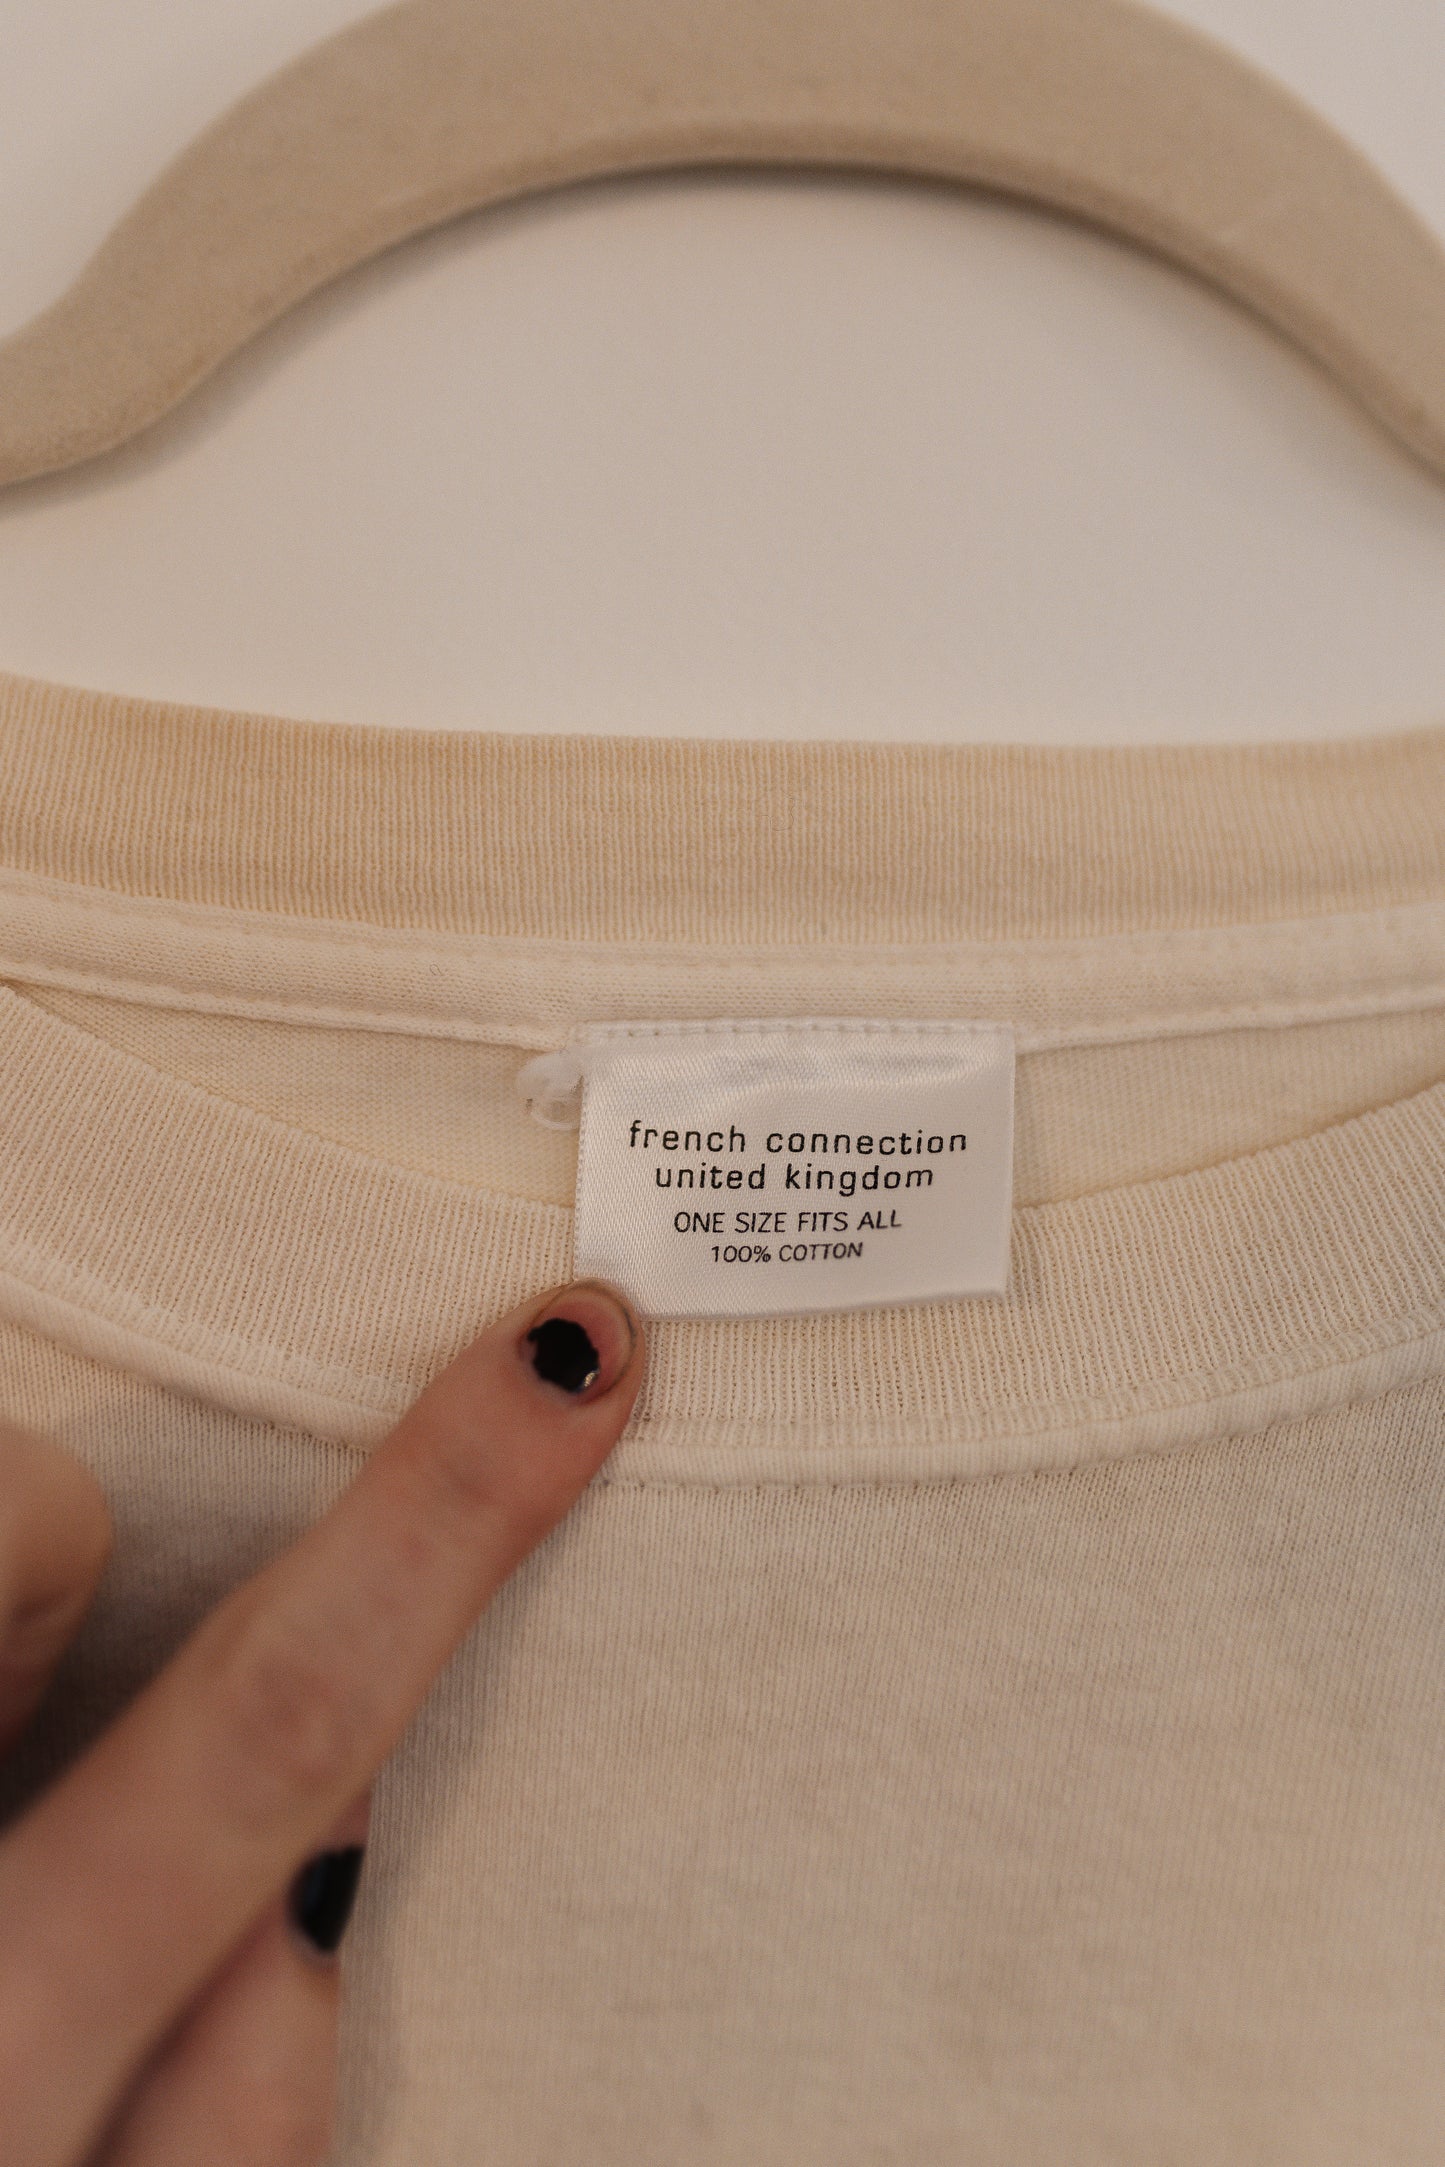 french connection
united kingdom
ONE SIZE FITS ALL
100% COTTON